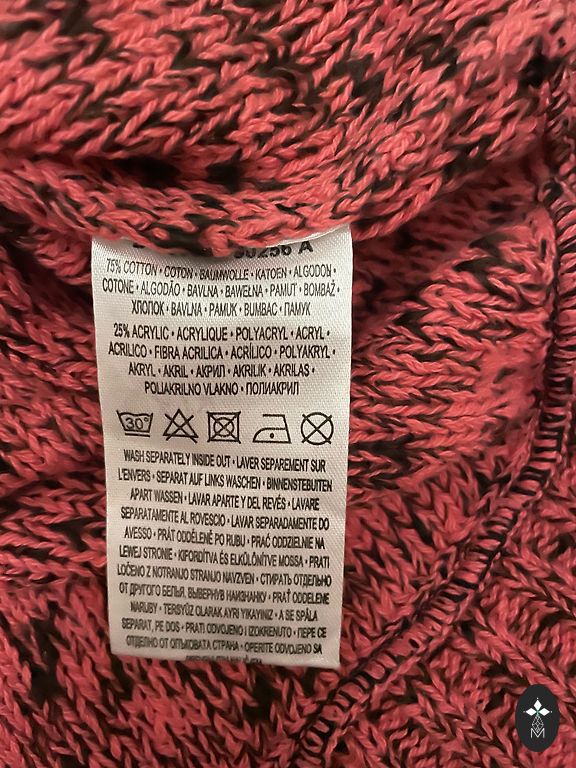 90256 A
75% COTTON • COTON • BAUMWOLLE • KATOEN • ALGODON •
COTONE • ALGODÃO • BAVLNA • BAWEŁNA • PAMUT • BOMBAŽ •
ХЛОПОК • BAVLNA • PAMUK • BUMBAC • ПАМУК
25% ACRYLIC • ACRYLIQUE • POLYACRYL • ACRYL •
ACRILICO • FIBRA ACRILICA • ACRÍLICO • POLYAKRYL •
AKRYL • AKRIL • АКРИЛ • AKRILIK • AKRILAS •
POLIAKRILNO VLAKNO • ПОЛИАКРИЛ
30°
WASH SEPARATELY INSIDE OUT • LAVER SEPAREMENT SUR
L'ENVERS • SEPARAT AUF LINKS WASCHEN • BINNENSTEBUITEN
APART WASSEN • LAVAR APARTE Y DEL REVÉS • LAVARE
SEPARATAMENTE AL ROVESCIO • LAVAR SEPARADAMENTE DO
AVESSO • PRÁT ODDĚLENĚ PO RUBU • PRAĆ ODDZIELNIE NA
LEWEJ STRONIE • KIFORDÍTVA ÉS ELKÜLÖNÍTVE MOSSA • PRATI
LOČENO Z NOTRANJO STRANJO NAVZVEN • СТИРАТЬ ОТДЕЛЬНО
ОТ ДРУГОГО БЕЛЬЯ, ВЫВЕРНУВ НАИЗНАНКУ • PRAŤ ODDELENE
NARUBY • TERSYÜZ OLARAK AYRI YIKAYINIZ • A SE SPĂLA
SEPARAT, PE DOS • PRATI ODVOJENO I IZOKRENUTO • ПЕРЕ СЕ
ОТДЕЛНО ОТ ОПЪКОВАТА СТРАНА • OPERITE ODVOJENO SA